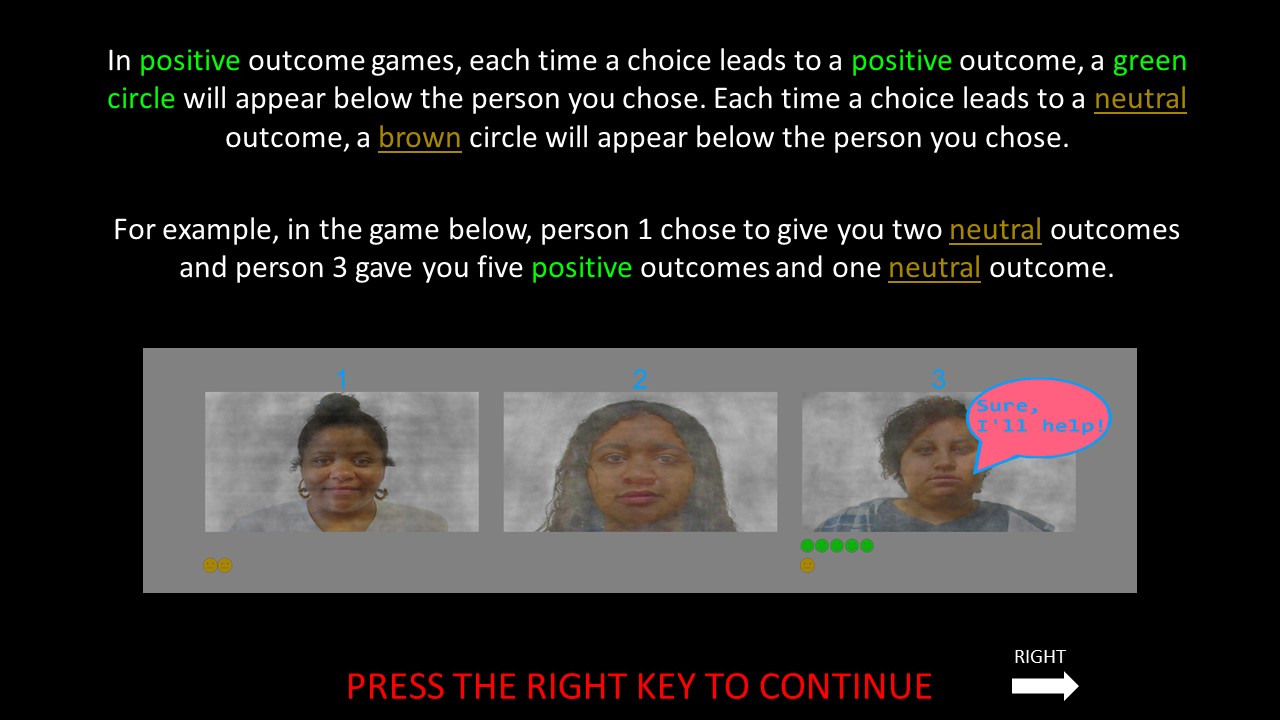 In positive outcome games, each time a choice leads to a positive outcome, a green
circle will appear below the person you chose. Each time a choice leads to a neutral
outcome, a brown circle will appear below the person you chose.
For example, in the game below, person 1 chose to give you two neutral outcomes
and person 3 gave you five positive outcomes and one neutral outcome.
1
2
3
Sure,
I'll help!
RIGHT
PRESS THE RIGHT KEY TO CONTINUE